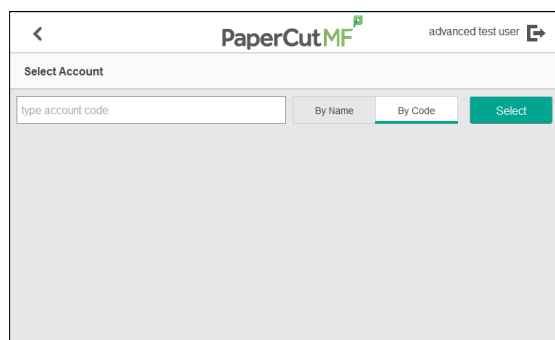 PaperCutMF
advanced test user
Select Account
type account code
By Name
By Code
Select